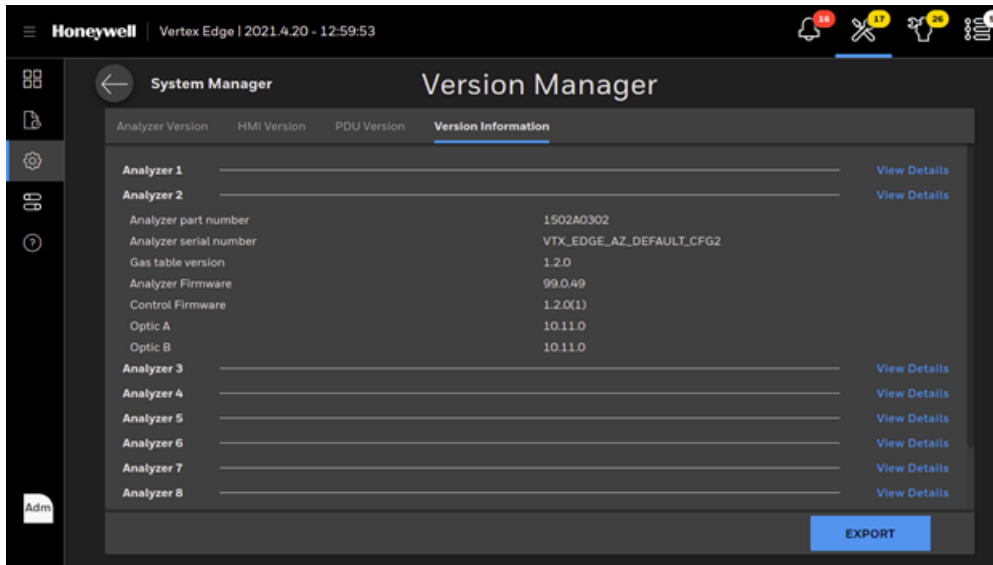 Honeywell Vertex Edge | 2021.4.20 - 12:59:53 16 17 26
System Manager Version Manager
Analyzer Version HMI Version PDU Version Version Information
Analyzer 1 View Details
Analyzer 2 View Details
Analyzer part number 1502A0302
Analyzer serial number VTX_EDGE_AZ_DEFAULT_CFG2
Gas table version 1.2.0
Analyzer Firmware 99.0.49
Control Firmware 1.2.0(1)
Optic A 10.11.0
Optic B 10.11.0
Analyzer 3 View Details
Analyzer 4 View Details
Analyzer 5 View Details
Analyzer 6 View Details
Analyzer 7 View Details
Analyzer 8 View Details
Adm
EXPORT